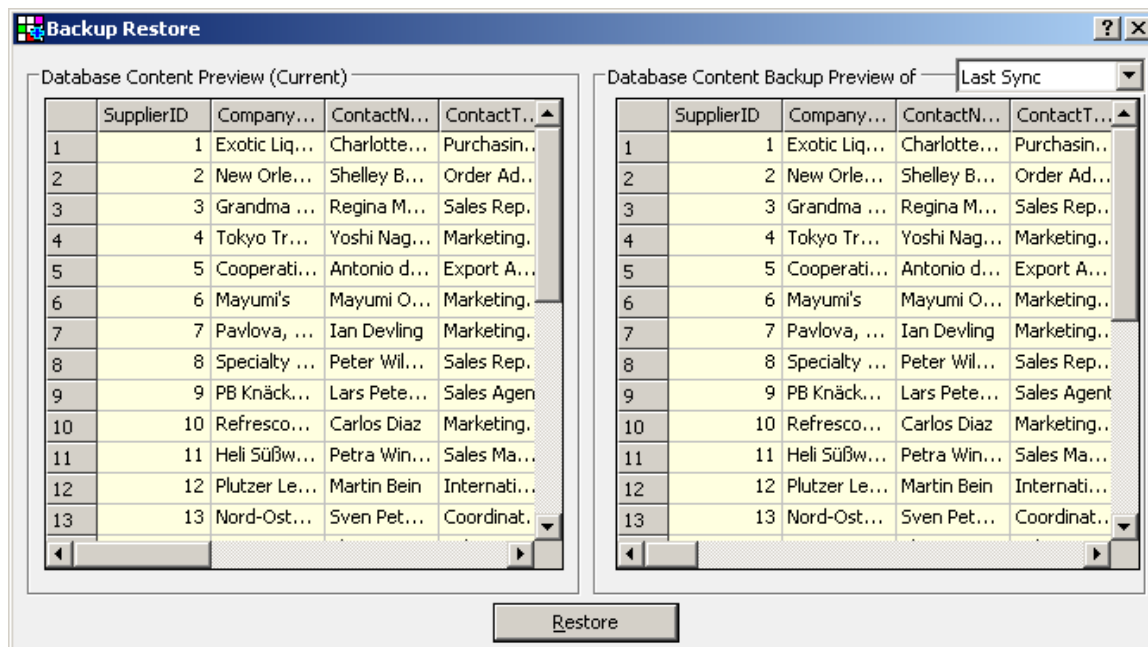 Backup Restore
Database Content Preview (Current)
SupplierID Company... ContactN... ContactT...
1 1 Exotic Liq... Charlotte... Purchasin..
2 2 New Orle... Shelley B... Order Ad...
3 3 Grandma ... Regina M... Sales Rep.
4 4 Tokyo Tr... Yoshi Nag... Marketing.
5 5 Cooperati... Antonio d... Export A...
6 6 Mayumi's Mayumi O... Marketing.
7 7 Pavlova, ... Ian Devling Marketing.
8 8 Specialty ... Peter Wil... Sales Rep.
9 9 PB Knäck... Lars Pete... Sales Agen
10 10 Refresco... Carlos Diaz Marketing.
11 11 Heli Süßw... Petra Win... Sales Ma...
12 12 Plutzer Le... Martin Bein Internati...
13 13 Nord-Ost... Sven Pet... Coordinat.
Database Content Backup Preview of Last Sync
SupplierID Company... ContactN... ContactT...
1 1 Exotic Liq... Charlotte... Purchasin..
2 2 New Orle... Shelley B... Order Ad...
3 3 Grandma ... Regina M... Sales Rep..
4 4 Tokyo Tr... Yoshi Nag... Marketing..
5 5 Cooperati... Antonio d... Export A...
6 6 Mayumi's Mayumi O... Marketing..
7 7 Pavlova, ... Ian Devling Marketing..
8 8 Specialty ... Peter Wil... Sales Rep..
9 9 PB Knäck... Lars Pete... Sales Agent
10 10 Refresco... Carlos Diaz Marketing..
11 11 Heli Süßw... Petra Win... Sales Ma...
12 12 Plutzer Le... Martin Bein Internati...
13 13 Nord-Ost... Sven Pet... Coordinat..
Restore